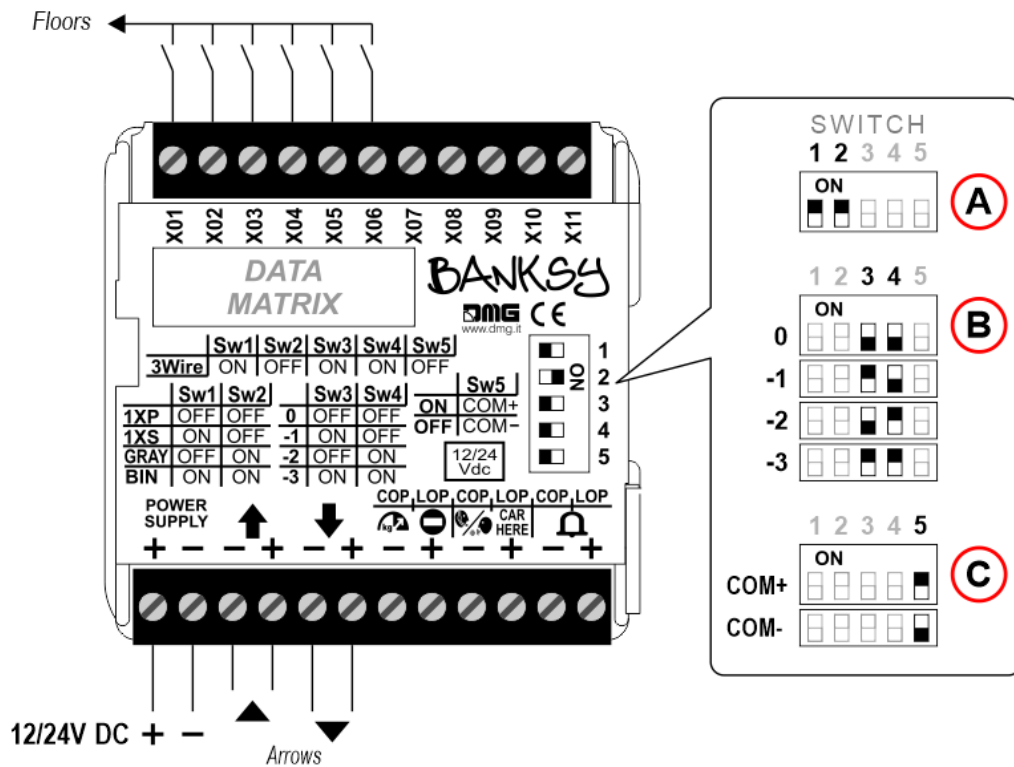 Floors
X01 X02 X03 X04 X05 X06 X07 X08 X09 X10 X11
DATA
MATRIX
BANKSY
DMG CE
www.dmg.it
Sw1 Sw2 Sw3 Sw4 Sw5
3Wire ON OFF ON ON OFF
Sw1 Sw2
1XP OFF OFF
1XS ON OFF
GRAY OFF ON
BIN ON ON
Sw3 Sw4
0 OFF OFF
-1 ON OFF
-2 OFF ON
-3 ON ON
Sw5
ON COM+
OFF COM−
12/24
Vdc
NO
1
2
3
4
5
POWER
SUPPLY
COP LOP COP LOP COP LOP
kg
CAR
HERE
+ − − + − + − + − + − +
12/24V DC + −
Arrows
SWITCH
1 2 3 4 5
ON
A
1 2 3 4 5
ON
B
0
-1
-2
-3
1 2 3 4 5
ON
C
COM+
COM-